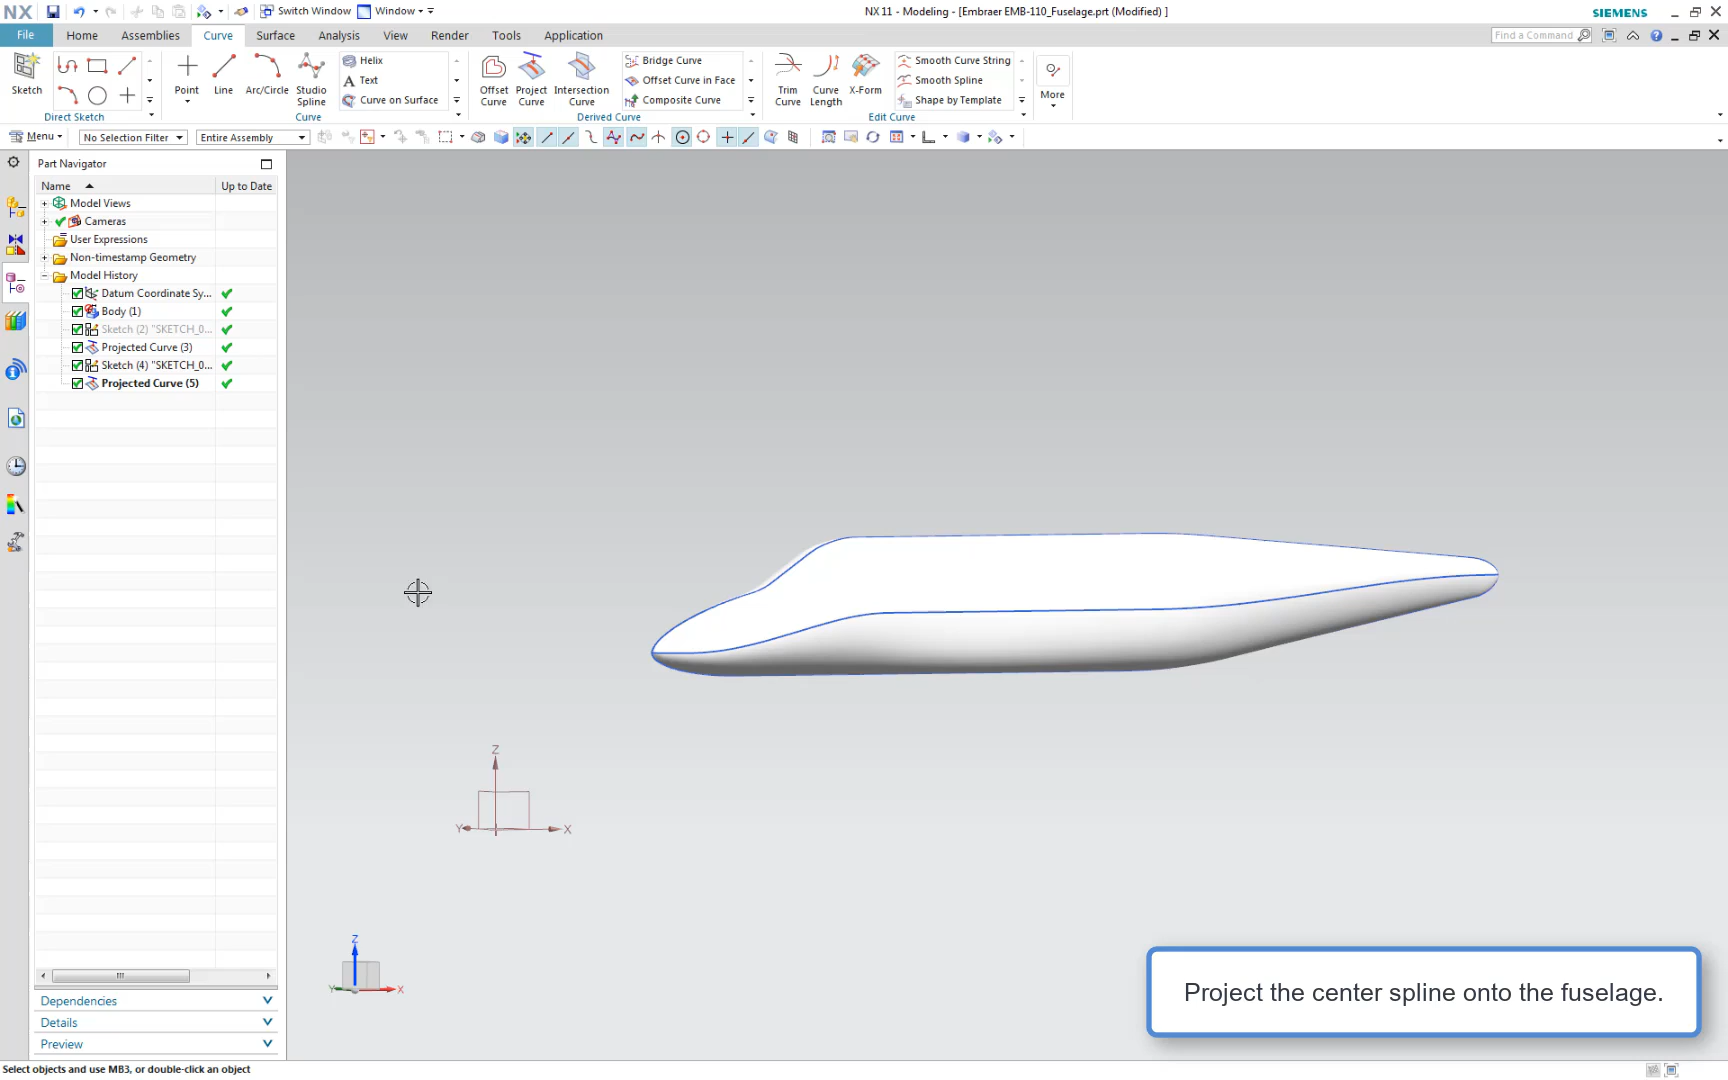 NX
Switch Window
Window
NX 11 - Modeling - [Embraer EMB-110_Fuselage.prt (Modified) ]
SIEMENS
File
Home
Assemblies
Curve
Surface
Analysis
View
Render
Tools
Application
Find a Command
Sketch
Direct Sketch
Point
Line
Arc/Circle
Studio
Spline
Helix
Text
Curve on Surface
Curve
Offset
Curve
Project
Curve
Intersection
Curve
Bridge Curve
Offset Curve in Face
Composite Curve
Derived Curve
Trim
Curve
Curve
Length
X-Form
Smooth Curve String
Smooth Spline
Shape by Template
Edit Curve
More
Menu
No Selection Filter
Entire Assembly
Part Navigator
Name
Up to Date
Model Views
Cameras
User Expressions
Non-timestamp Geometry
Model History
Datum Coordinate Sy...
Body (1)
Sketch (2) "SKETCH_0...
Projected Curve (3)
Sketch (4) "SKETCH_0...
Projected Curve (5)
Z
Y
X
Z
Y
X
Dependencies
Details
Preview
Project the center spline onto the fuselage.
Select objects and use MB3, or double-click an object